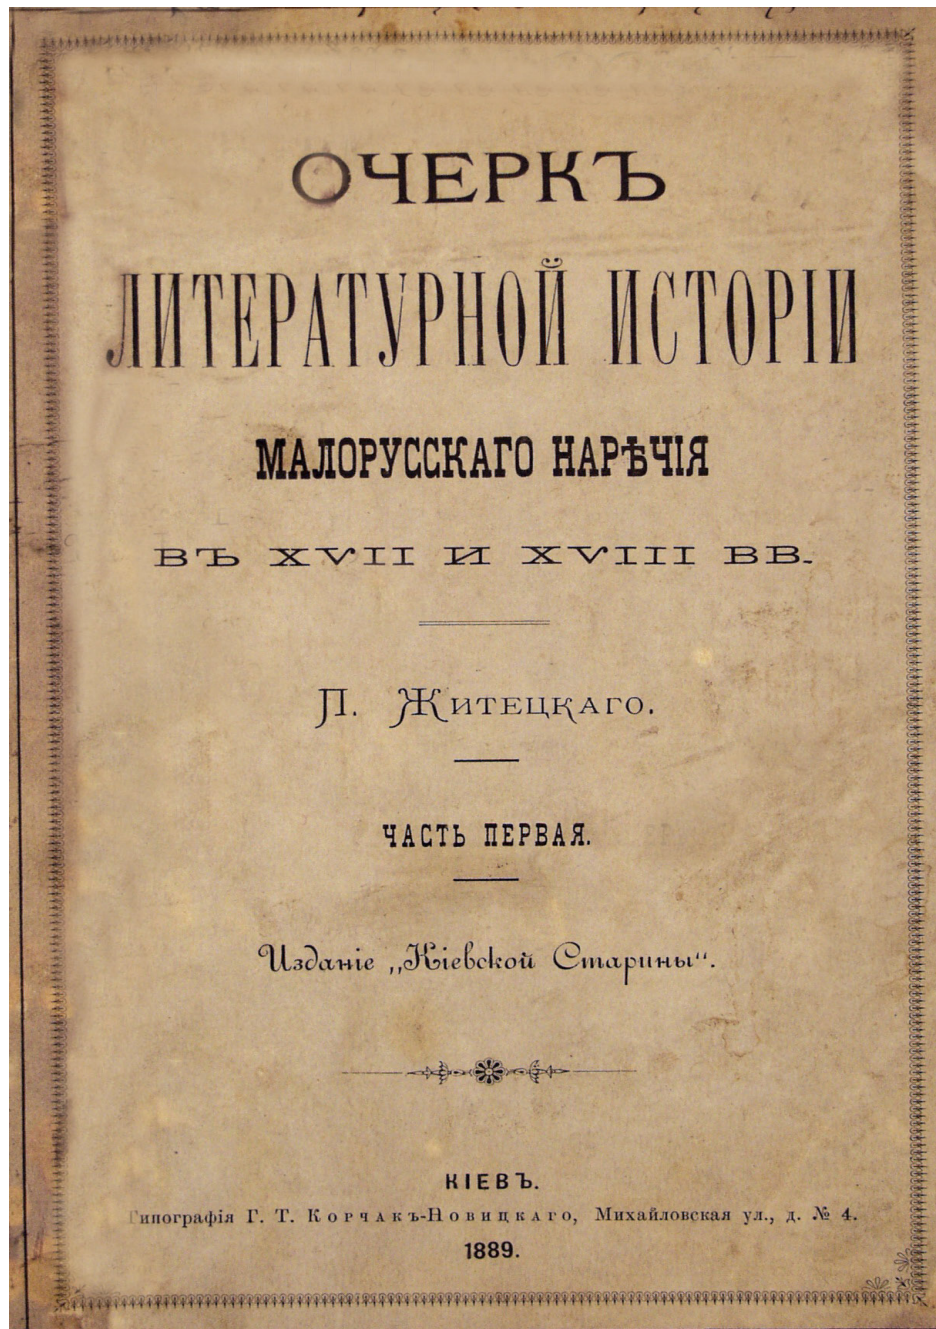 ОЧЕРКЪ
ЛИТЕРАТУРНОЙ ИСТОРІИ
МАЛОРУССКАГО НАРѢЧІЯ
ВЪ XVII И XVIII ВВ.
П. ЖИТЕЦКАГО.
ЧАСТЬ ПЕРВАЯ.
Изданіе „Кіевской Старины“.
КІЕВЪ.
Типографія Г. Т. Корчакъ-Новицкаго, Михайловская ул., д. № 4.
1889.